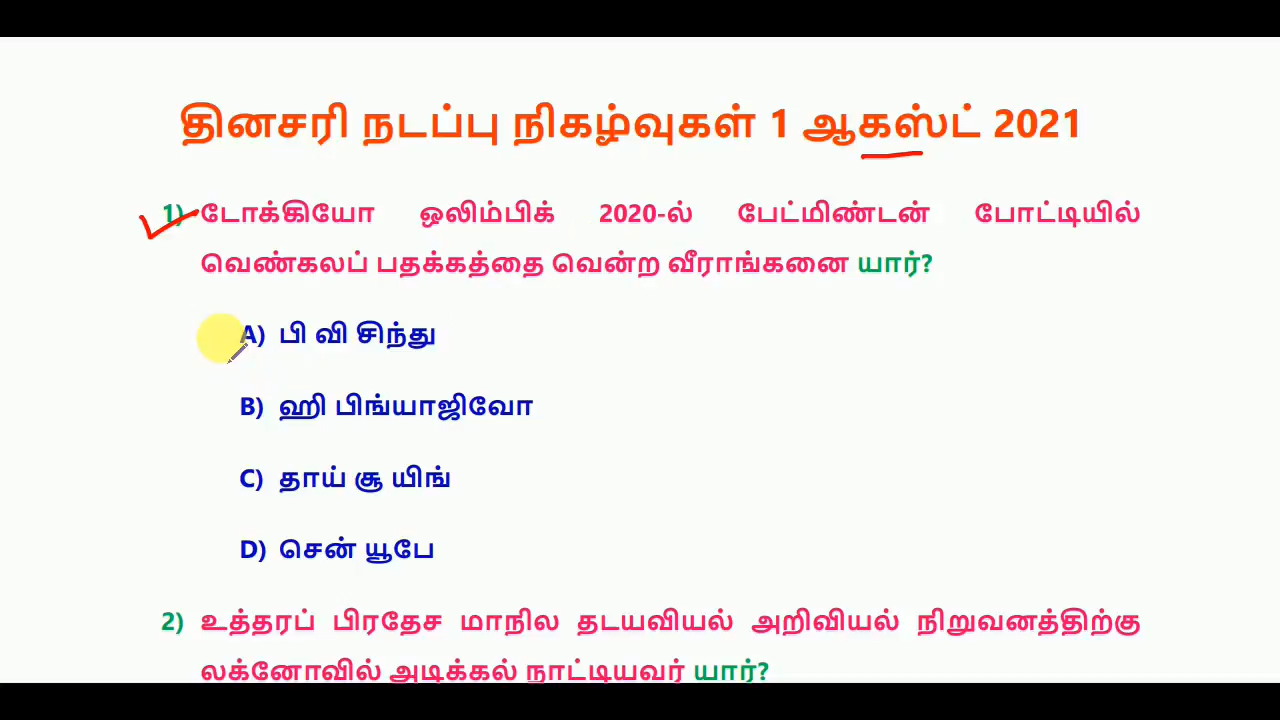 தினசரி நடப்பு நிகழ்வுகள் 1 ஆகஸ்ட் 2021
1) டோக்கியோ ஒலிம்பிக் 2020-ல் பேட்மிண்டன் போட்டியில்
வெண்கலப் பதக்கத்தை வென்ற வீராங்கனை யார்?
A) பி வி சிந்து
B) ஹி பிங்யாஜிவோ
C) தாய் சூ யிங்
D) சென் யூபே
2) உத்தரப் பிரதேச மாநில தடயவியல் அறிவியல் நிறுவனத்திற்கு
லக்னோவில் அடிக்கல் நாட்டியவர் யார்?